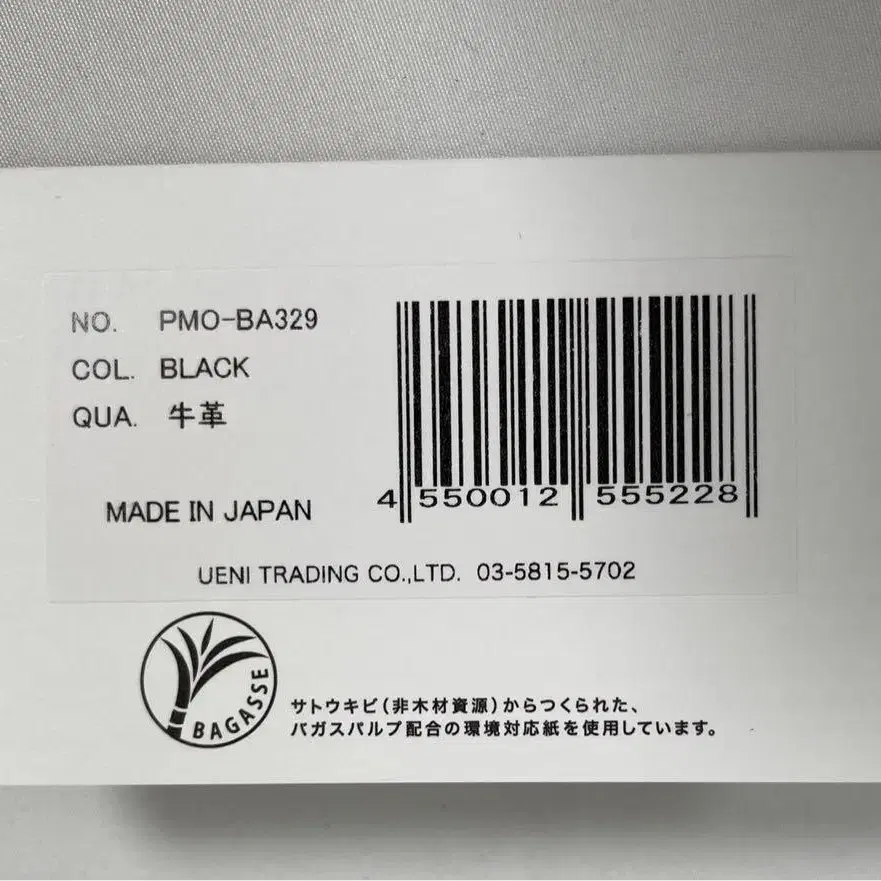 NO. PMO-BA329
COL. BLACK
QUA. 牛革
MADE IN JAPAN
4 550012 555228
UENI TRADING CO.,LTD. 03-5815-5702
BAGASSE
サトウキビ(非木材資源)からつくられた、
バガスパルプ配合の環境対応紙を使用しています。